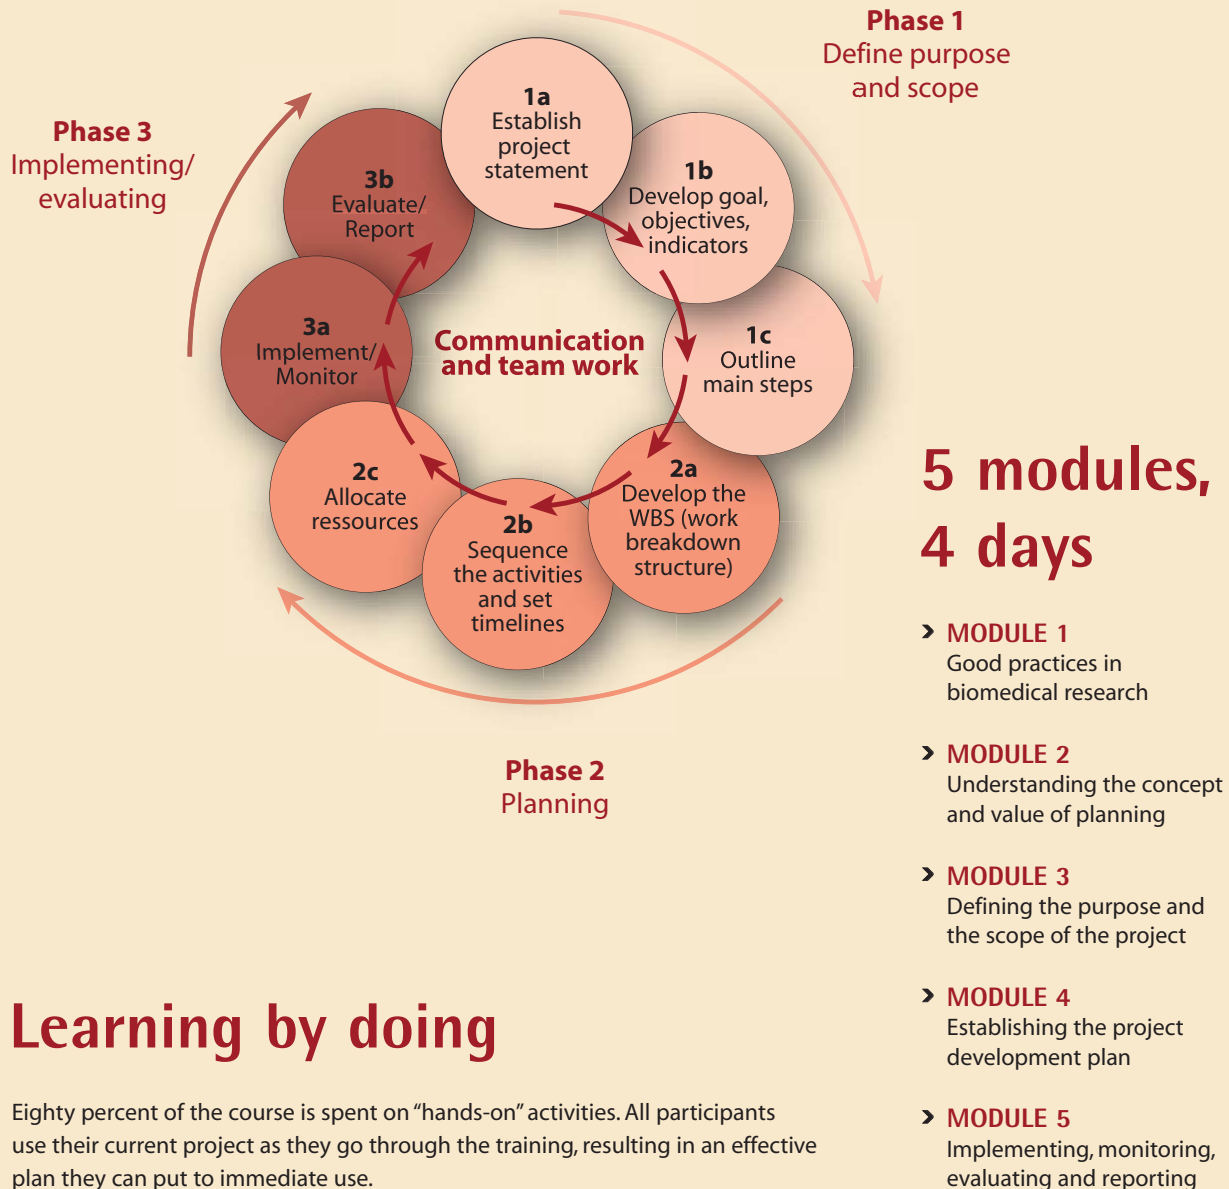 Phase 1
Define purpose
and scope
1a
Establish
project
statement
1b
Develop goal,
objectives,
indicators
1c
Outline
main steps
Phase 2
Planning
2a
Develop the
WBS (work
breakdown
structure)
2b
Sequence
the activities
and set
timelines
2c
Allocate
ressources
Phase 3
Implementing/
evaluating
3a
Implement/
Monitor
3b
Evaluate/
Report
Communication
and team work
Learning by doing
Eighty percent of the course is spent on “hands-on” activities. All participants
use their current project as they go through the training, resulting in an effective
plan they can put to immediate use.
5 modules,
4 days
› MODULE 1
Good practices in
biomedical research
› MODULE 2
Understanding the concept
and value of planning
› MODULE 3
Defining the purpose and
the scope of the project
› MODULE 4
Establishing the project
development plan
› MODULE 5
Implementing, monitoring,
evaluating and reporting